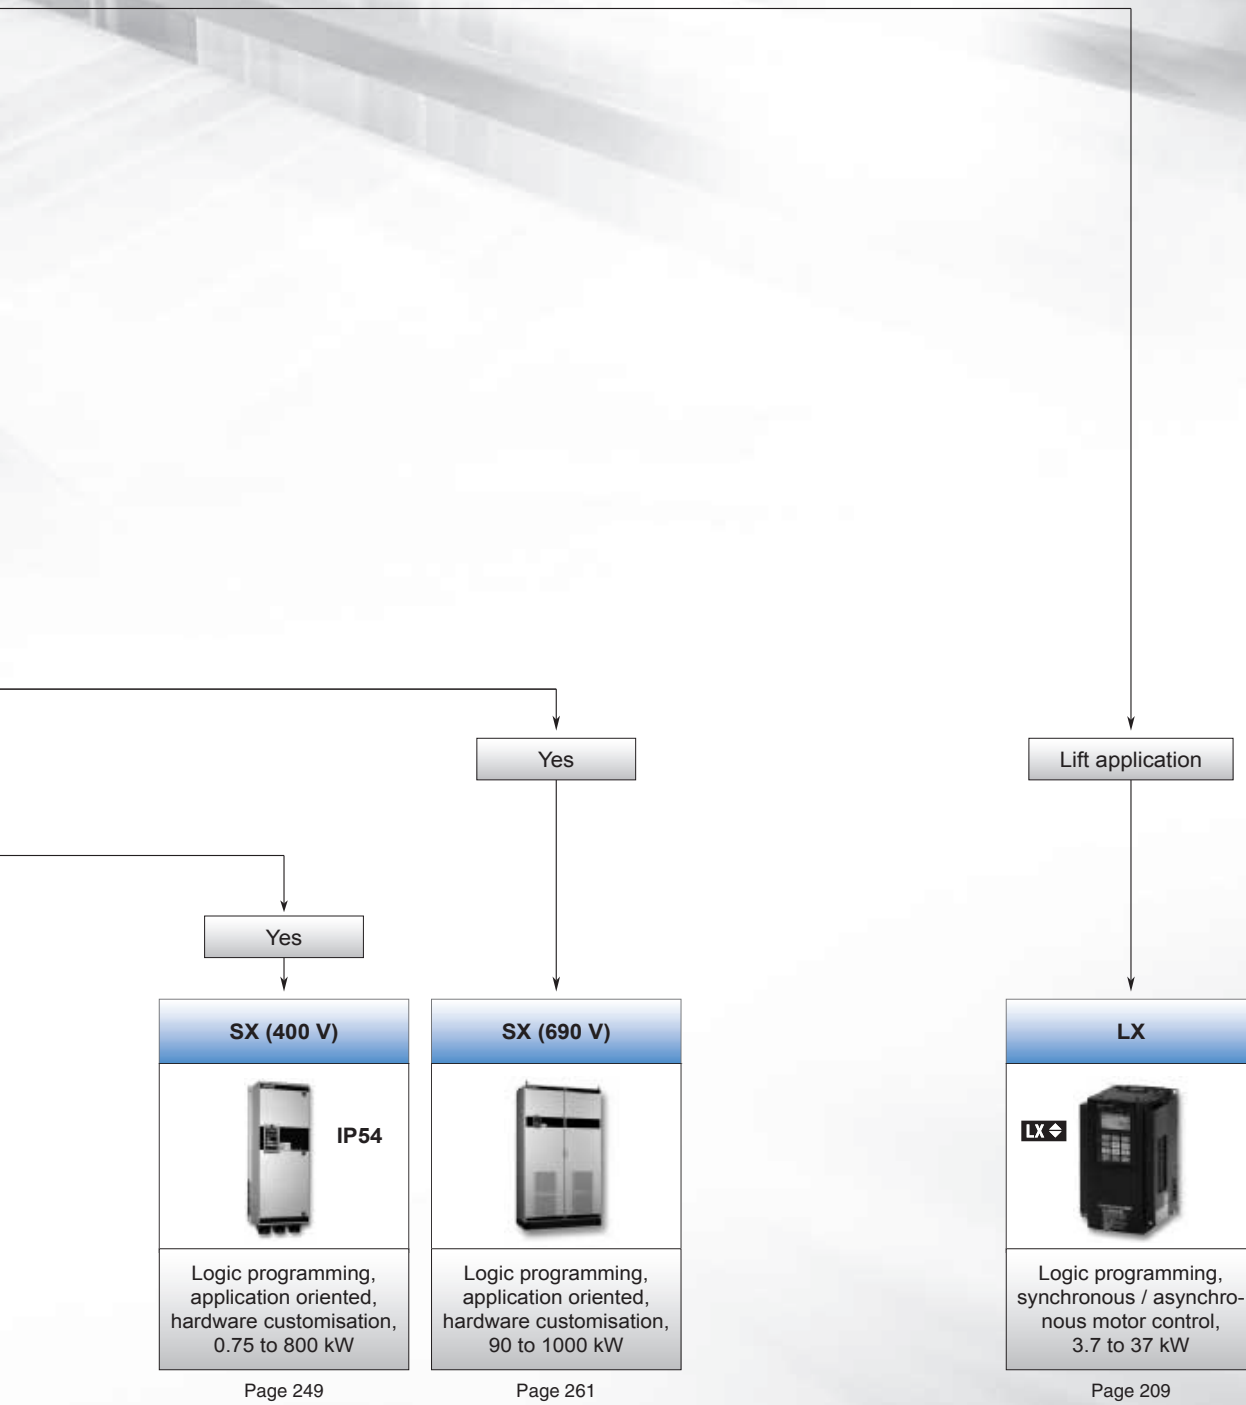 Yes
Lift application
Yes
SX (400 V)
SX (690 V)
LX
IP54
LX
Logic programming,
application oriented,
hardware customisation,
0.75 to 800 kW
Logic programming,
application oriented,
hardware customisation,
90 to 1000 kW
Logic programming,
synchronous / asynchro-
nous motor control,
3.7 to 37 kW
Page 249
Page 261
Page 209